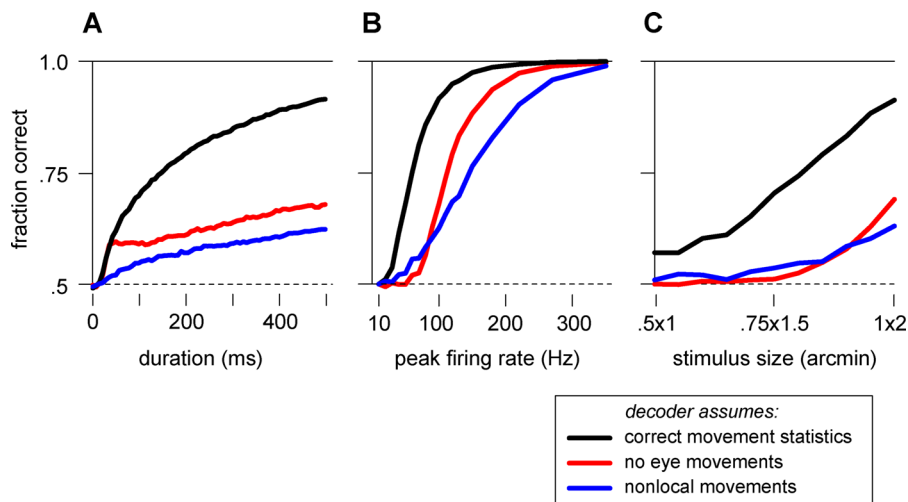 A
B
C
fraction correct
1.0
.75
.5
0
200
400
duration (ms)
10
100
200
300
peak firing rate (Hz)
.5x1
.75x1.5
1x2
stimulus size (arcmin)
decoder assumes:
correct movement statistics
no eye movements
nonlocal movements